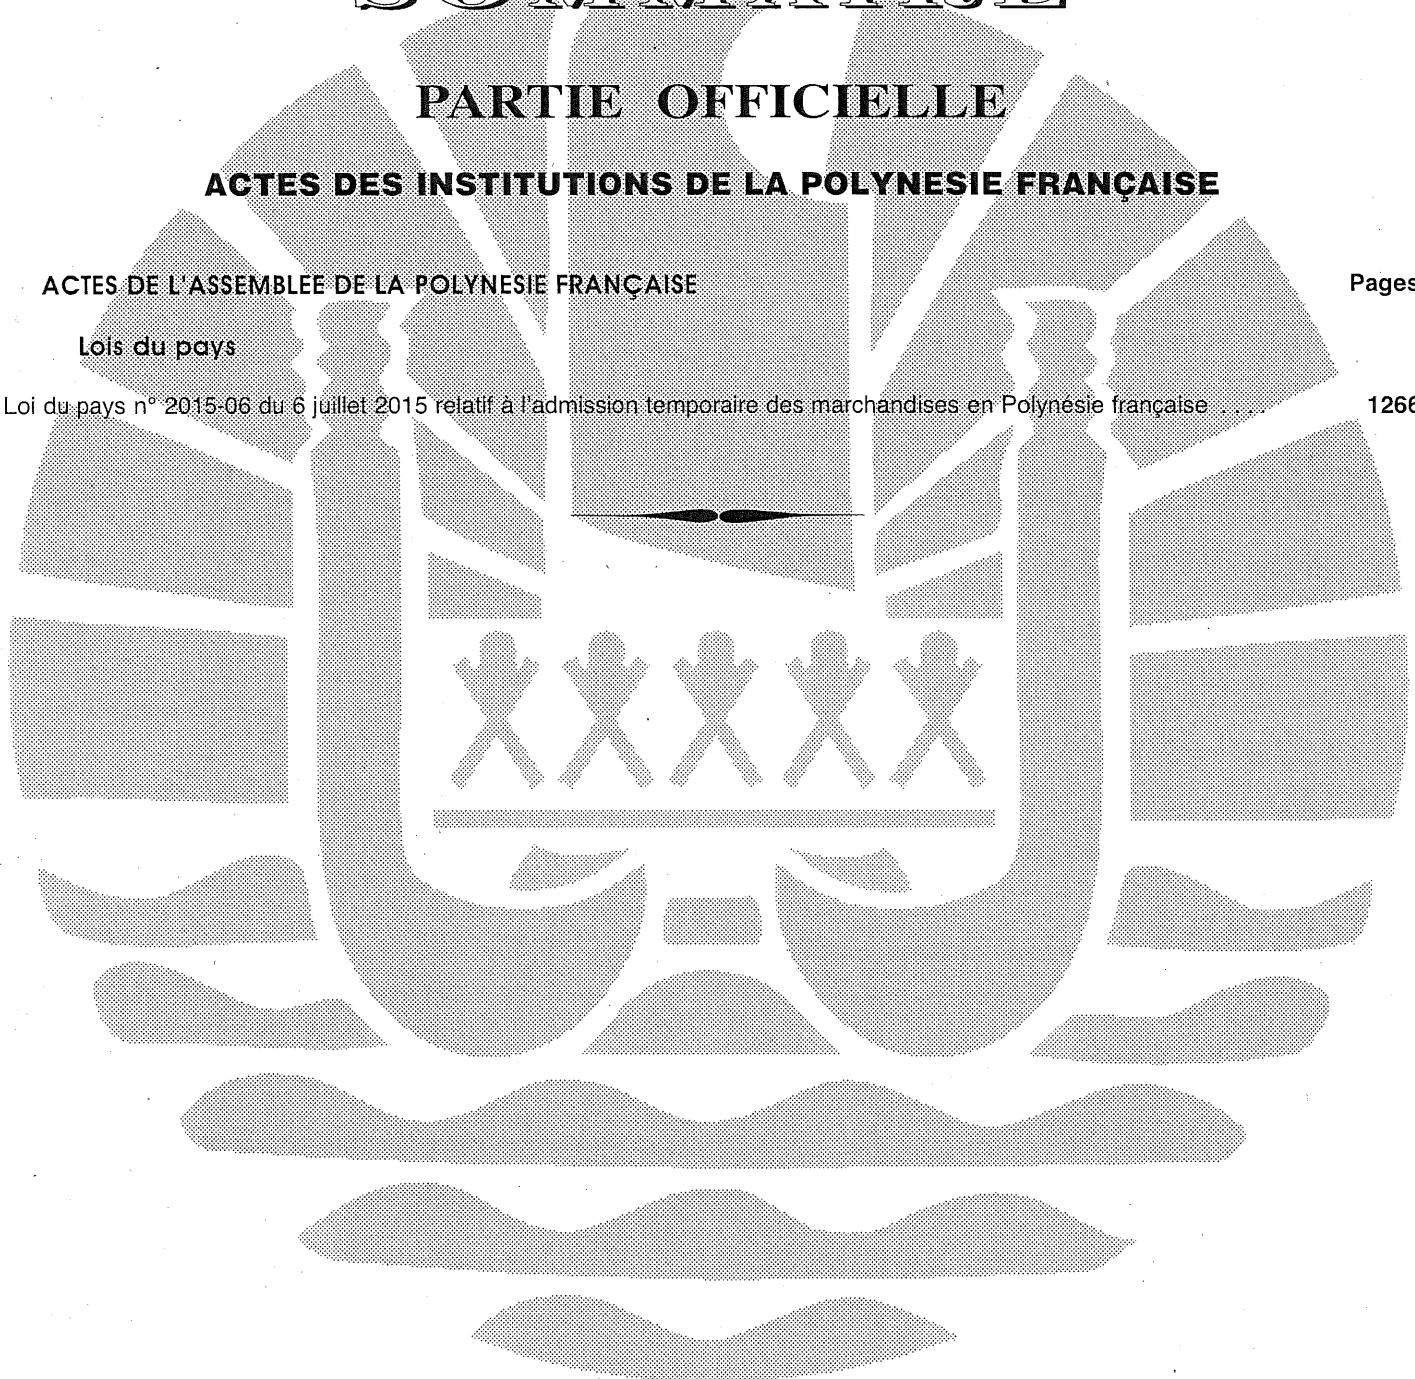 SOMMAIRE
PARTIE OFFICIELLE
ACTES DES INSTITUTIONS DE LA POLYNESIE FRANÇAISE
ACTES DE L'ASSEMBLEE DE LA POLYNESIE FRANÇAISE Pages
Lois du pays
Loi du pays n° 2015-06 du 6 juillet 2015 relatif à l'admission temporaire des marchandises en Polynésie française . . . . 1266